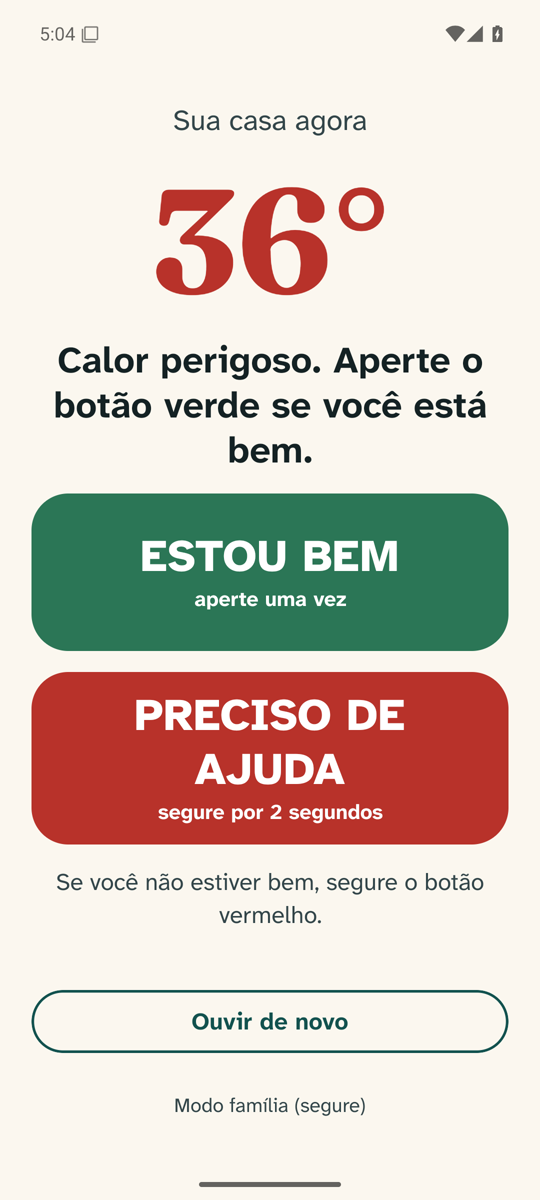 5:04
Sua casa agora
36°
Calor perigoso. Aperte o
botão verde se você está
bem.
ESTOU BEM
aperte uma vez
PRECISO DE
AJUDA
segure por 2 segundos
Se você não estiver bem, segure o botão
vermelho.
Ouvir de novo
Modo família (segure)